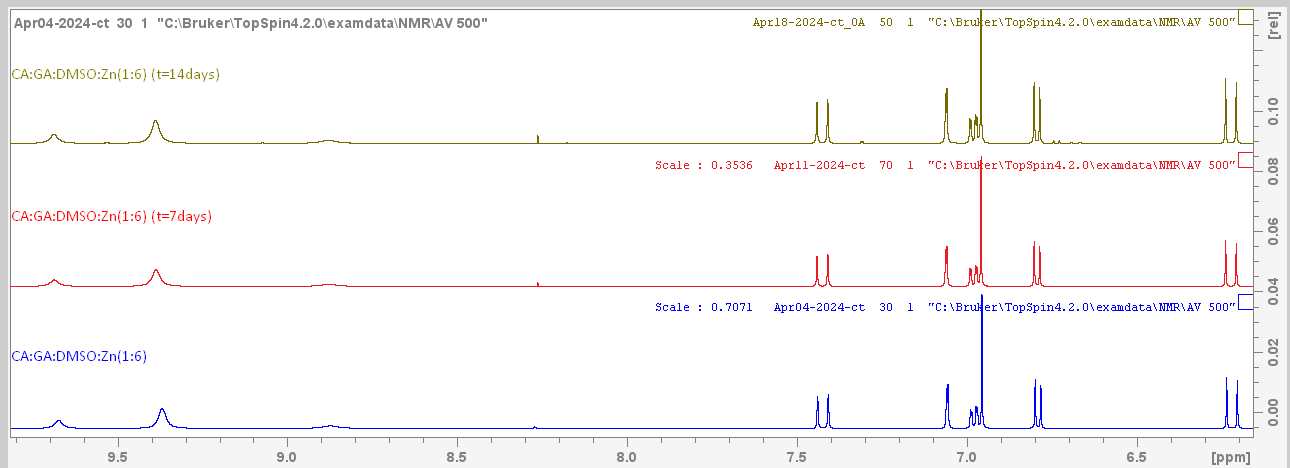 Apr04-2024-ct 30 1 "C:\Bruker\TopSpin4.2.0\examdata\NMR\AV 500"
Apr18-2024-ct_0A 50 1 "C:\Bruker\TopSpin4.2.0\examdata\NMR\AV 500"
[rel]
CA:GA:DMSO:Zn(1:6) (t=14days)
0.10
Scale : 0.3536 Apr11-2024-ct 70 1 "C:\Bruker\TopSpin4.2.0\examdata\NMR\AV 500"
0.08
CA:GA:DMSO:Zn(1:6) (t=7days)
0.06
0.04
Scale : 0.7071 Apr04-2024-ct 30 1 "C:\Bruker\TopSpin4.2.0\examdata\NMR\AV 500"
CA:GA:DMSO:Zn(1:6)
0.02
0.00
9.5 9.0 8.5 8.0 7.5 7.0 6.5 [ppm]